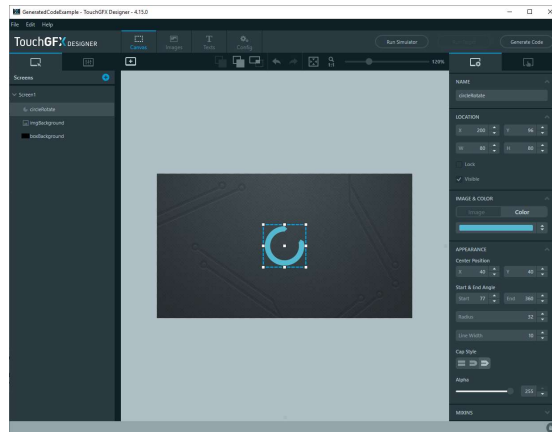 GeneratedCodeExample - TouchGFX Designer - 4.15.0
File Edit Help
TouchGFX DESIGNER
Canvas
Images
Texts
Config
Run Simulator
Generate Code
120%
1:1
Screens
Screen1
circleRotate
imgBackground
boxBackground
NAME
circleRotate
LOCATION
X 200 Y 96
W 80 H 80
Lock
Visible
IMAGE & COLOR
Image Color
APPEARANCE
Center Position
X 40 Y 40
Start & End Angle
Start 77 End 360
Radius 32
Line Width 10
Cap Style
Alpha
255
MIXINS